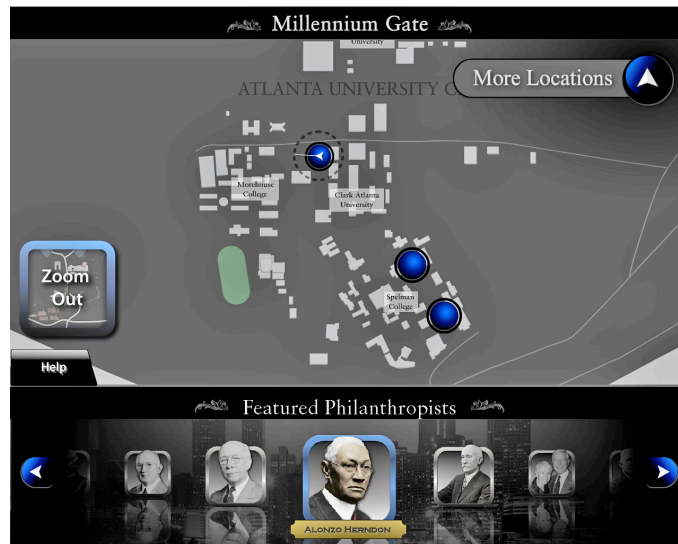 Millennium Gate
University
ATLANTA UNIVERSITY C
More Locations
Morehouse
College
Clark Atlanta
University
Zoom
Out
Spelman
College
Help
Featured Philanthropists
ALONZO HERNDON